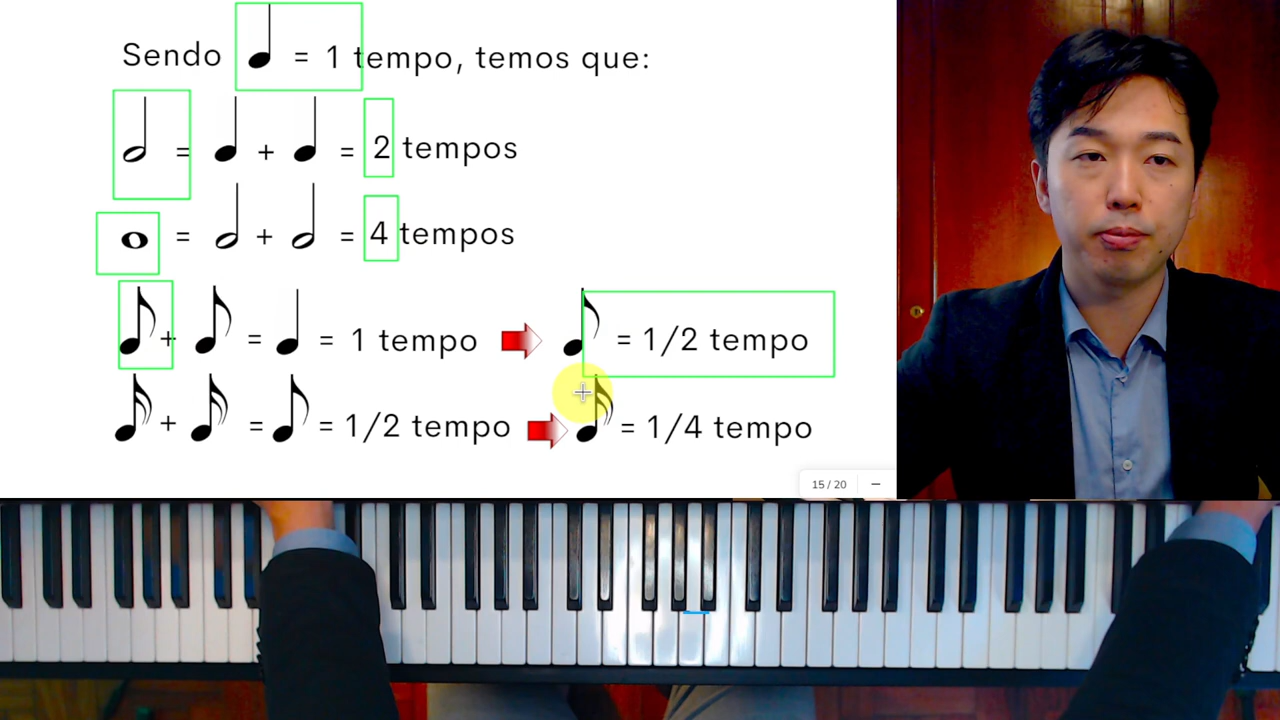 Sendo = 1 tempo, temos que:
= + = 2 tempos
= + = 4 tempos
+ = = 1 tempo = 1/2 tempo
+ = = 1/2 tempo = 1/4 tempo
15 / 20 −